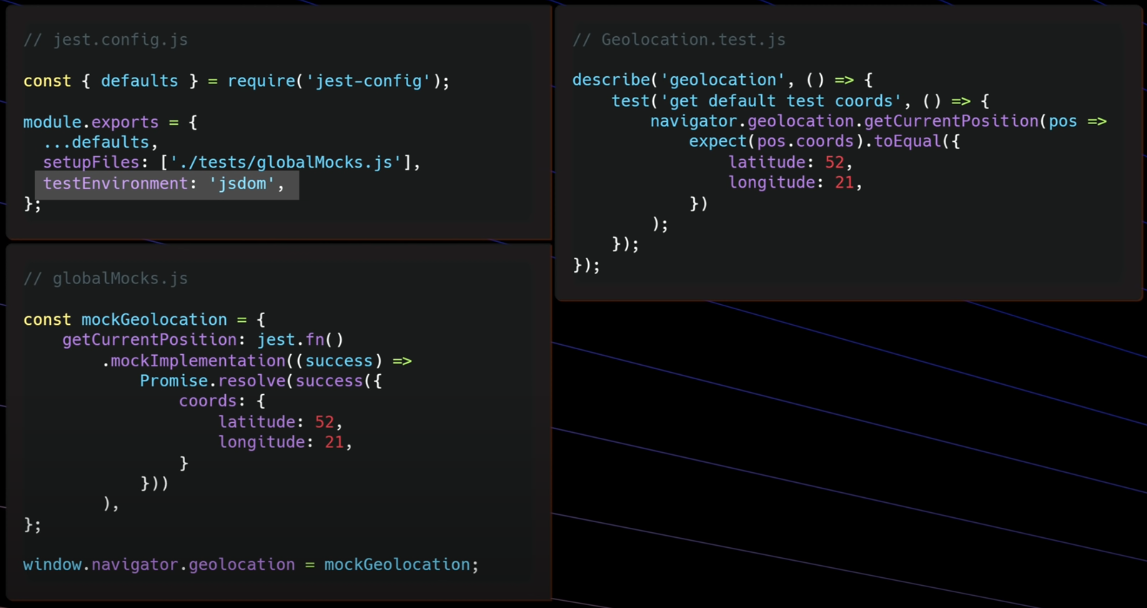 // jest.config.js
const { defaults } = require('jest-config');
module.exports = {
  ...defaults,
  setupFiles: ['./tests/globalMocks.js'],
  testEnvironment: 'jsdom',
};
// globalMocks.js
const mockGeolocation = {
    getCurrentPosition: jest.fn()
        .mockImplementation((success) =>
            Promise.resolve(success({
                coords: {
                    latitude: 52,
                    longitude: 21,
                }
            }))
        ),
};
window.navigator.geolocation = mockGeolocation;
// Geolocation.test.js
describe('geolocation', () => {
    test('get default test coords', () => {
        navigator.geolocation.getCurrentPosition(pos =>
            expect(pos.coords).toEqual({
                latitude: 52,
                longitude: 21,
            })
        );
    });
});